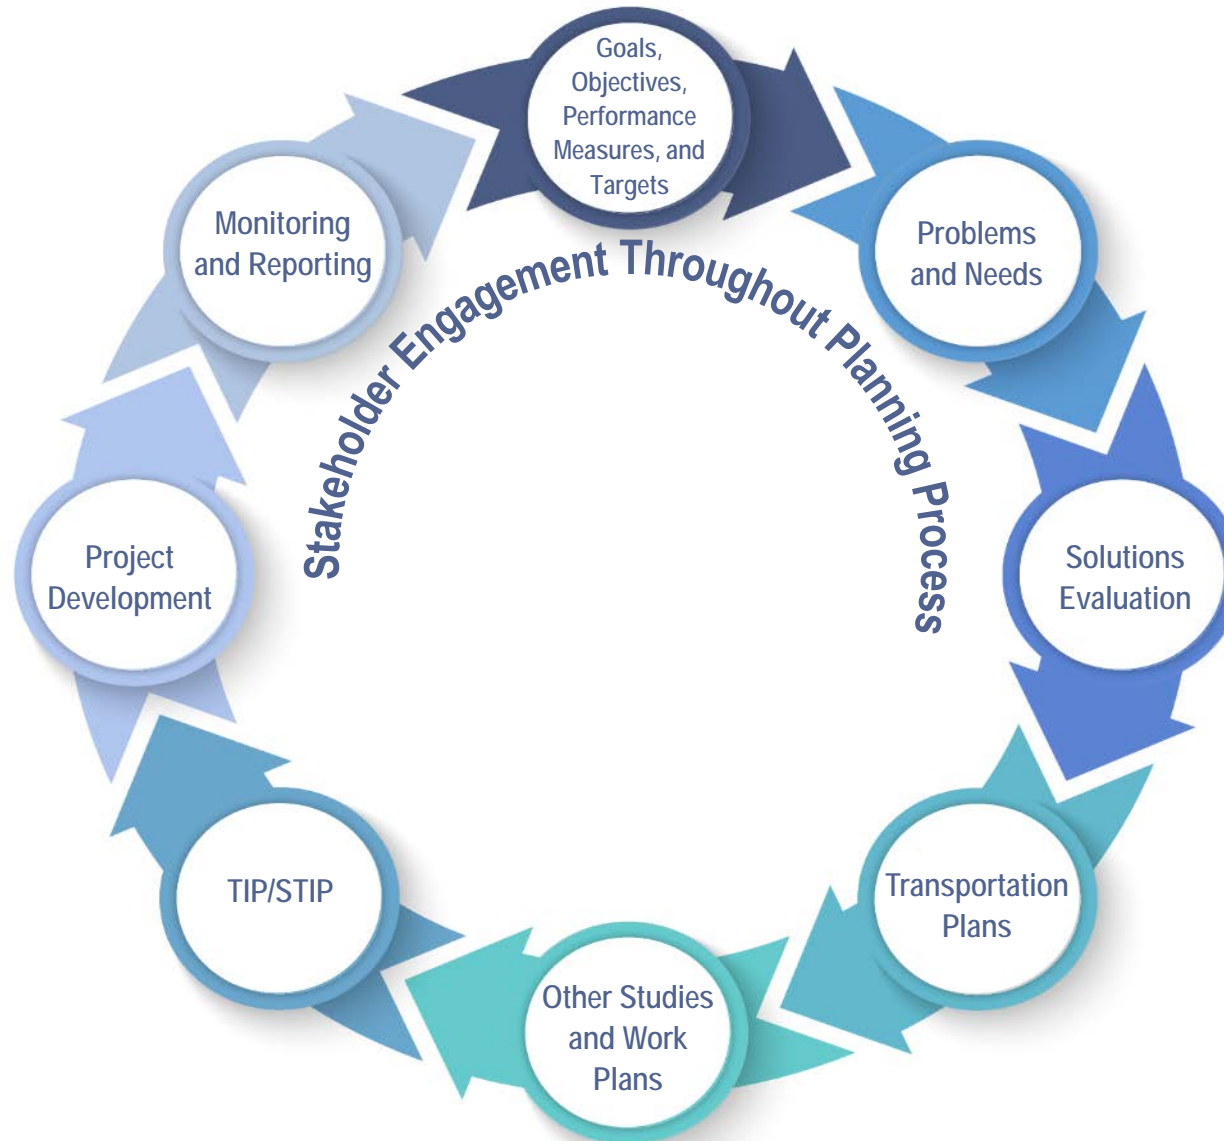 Goals,
Objectives,
Performance
Measures, and
Targets
Problems
and Needs
Solutions
Evaluation
Transportation
Plans
Other Studies
and Work
Plans
TIP/STIP
Project
Development
Monitoring
and Reporting
Stakeholder Engagement Throughout Planning Process